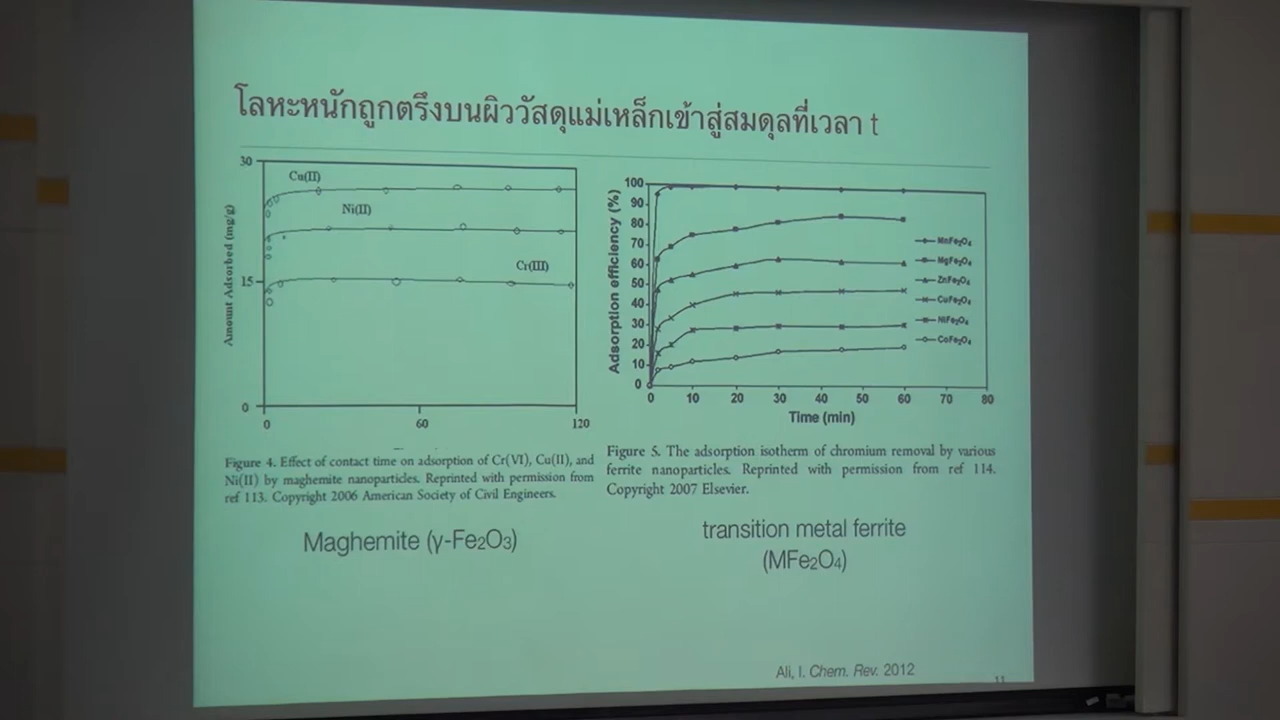 โลหะหนักถูกตรึงบนผิววัสดุแม่เหล็กเข้าสู่สมดุลที่เวลา t
30
15
0
Amount Adsorbed (mg/g)
Cu(II)
Ni(II)
Cr(III)
0 60 120
Figure 4. Effect of contact time on adsorption of Cr(VI), Cu(II), and
Ni(II) by maghemite nanoparticles. Reprinted with permission from
ref 113. Copyright 2006 American Society of Civil Engineers.
Maghemite (γ-Fe2O3)
100
90
80
70
60
50
40
30
20
10
0
Adsorption efficiency (%)
MnFe2O4
MgFe2O4
ZnFe2O4
CuFe2O4
NiFe2O4
CoFe2O4
0 10 20 30 40 50 60 70 80
Time (min)
Figure 5. The adsorption isotherm of chromium removal by various
ferrite nanoparticles. Reprinted with permission from ref 114.
Copyright 2007 Elsevier.
transition metal ferrite
(MFe2O4)
Ali, I. Chem. Rev. 2012
11